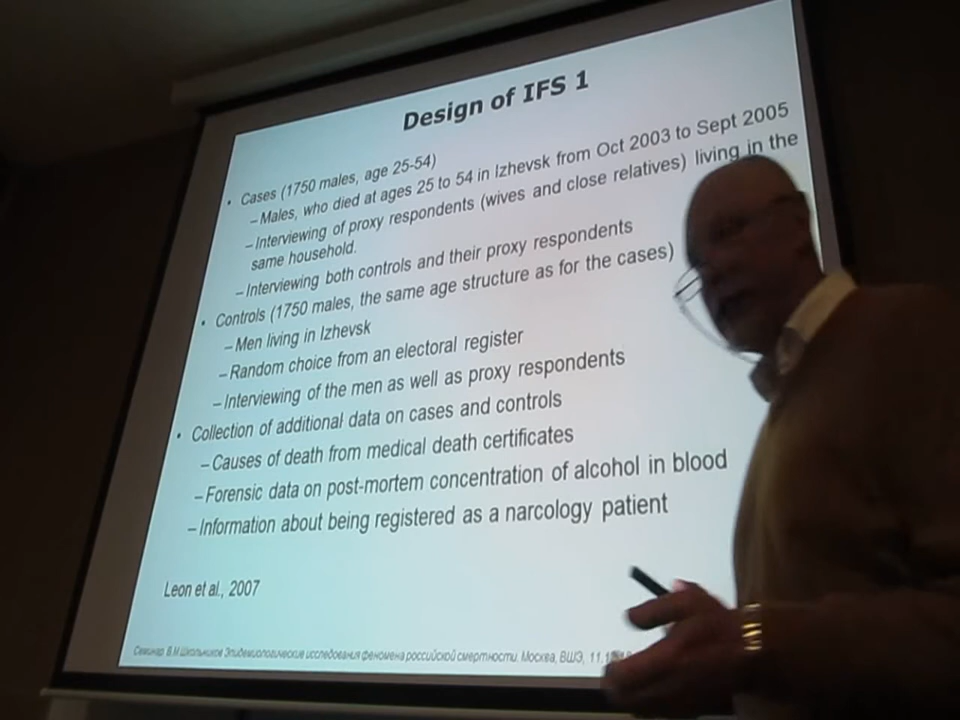 Design of IFS 1
• Cases (1750 males, age 25-54)
– Males, who died at ages 25 to 54 in Izhevsk from Oct 2003 to Sept 2005
– Interviewing of proxy respondents (wives and close relatives) living in the
same household.
– Interviewing both controls and their proxy respondents
• Controls (1750 males, the same age structure as for the cases)
– Men living in Izhevsk
– Random choice from an electoral register
– Interviewing of the men as well as proxy respondents
• Collection of additional data on cases and controls
– Causes of death from medical death certificates
– Forensic data on post-mortem concentration of alcohol in blood
– Information about being registered as a narcology patient
Leon et al., 2007
Семинар В.М.Школьников Эпидемиологические исследования феномена российской смертности. Москва, ВШЭ, 11.1